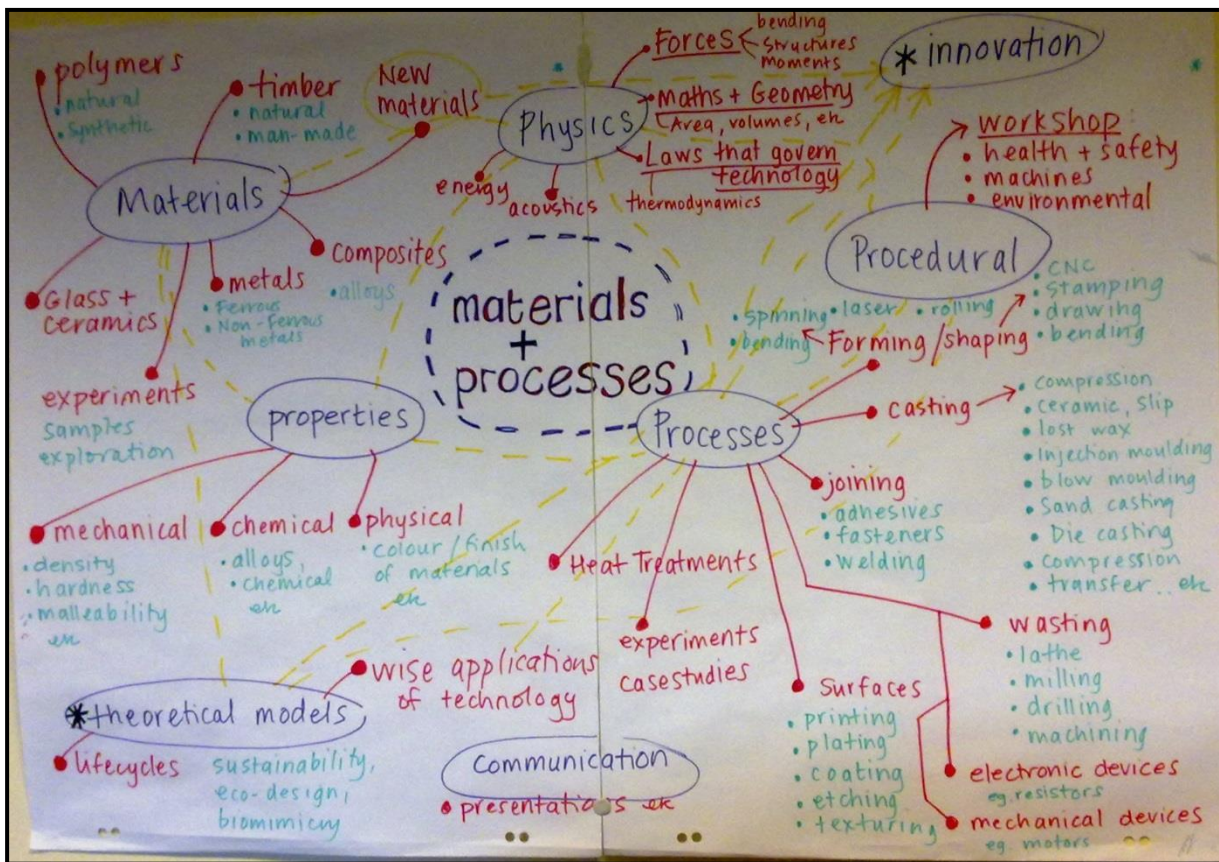 polymers
• natural
• synthetic
timber
• natural
• man-made
New
materials
Materials
Glass +
ceramics
experiments
samples
exploration
metals
• Ferrous
• Non-Ferrous
metals
composites
• alloys
Physics
Forces
bending
structures
moments
Maths + Geometry
Area, volumes, etc
Laws that govern
technology
thermodynamics
energy
acoustics
* innovation
workshop
• health + safety
• machines
• environmental
Procedural
materials
+
processes
properties
mechanical
• density
• hardness
• malleability
etc
chemical
• alloys,
• chemical
etc
physical
• colour / finish
of materials
etc
Processes
• spinning • laser • rolling
• bending
Forming / shaping
• CNC
• stamping
• drawing
• bending
casting
• compression
• ceramic, slip
• lost wax
• injection moulding
• blow moulding
• Sand casting
• Die casting
• compression
• transfer .. etc
joining
• adhesives
• fasteners
• welding
Heat Treatments
experiments
casestudies
Surfaces
• printing
• plating
• coating
• etching
• texturing
wasting
• lathe
• milling
• drilling
• machining
electronic devices
eg. resistors
mechanical devices
eg. motors
*theoretical models
wise applications
of technology
lifecycles
sustainability,
eco-design,
biomimicry
Communication
• presentations etc